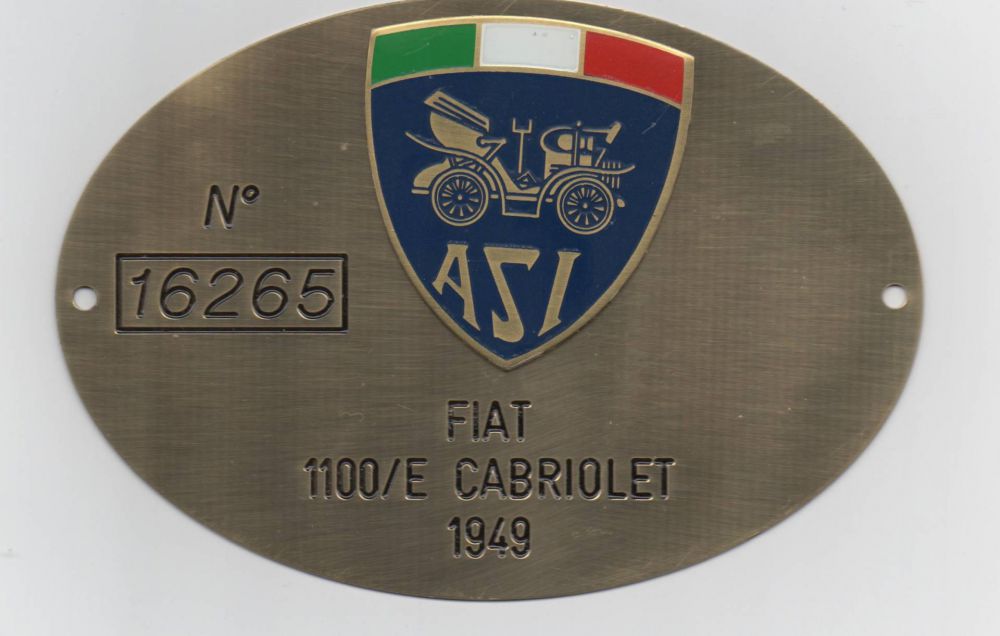 N°
16265
ASI
FIAT
1100/E CABRIOLET
1949